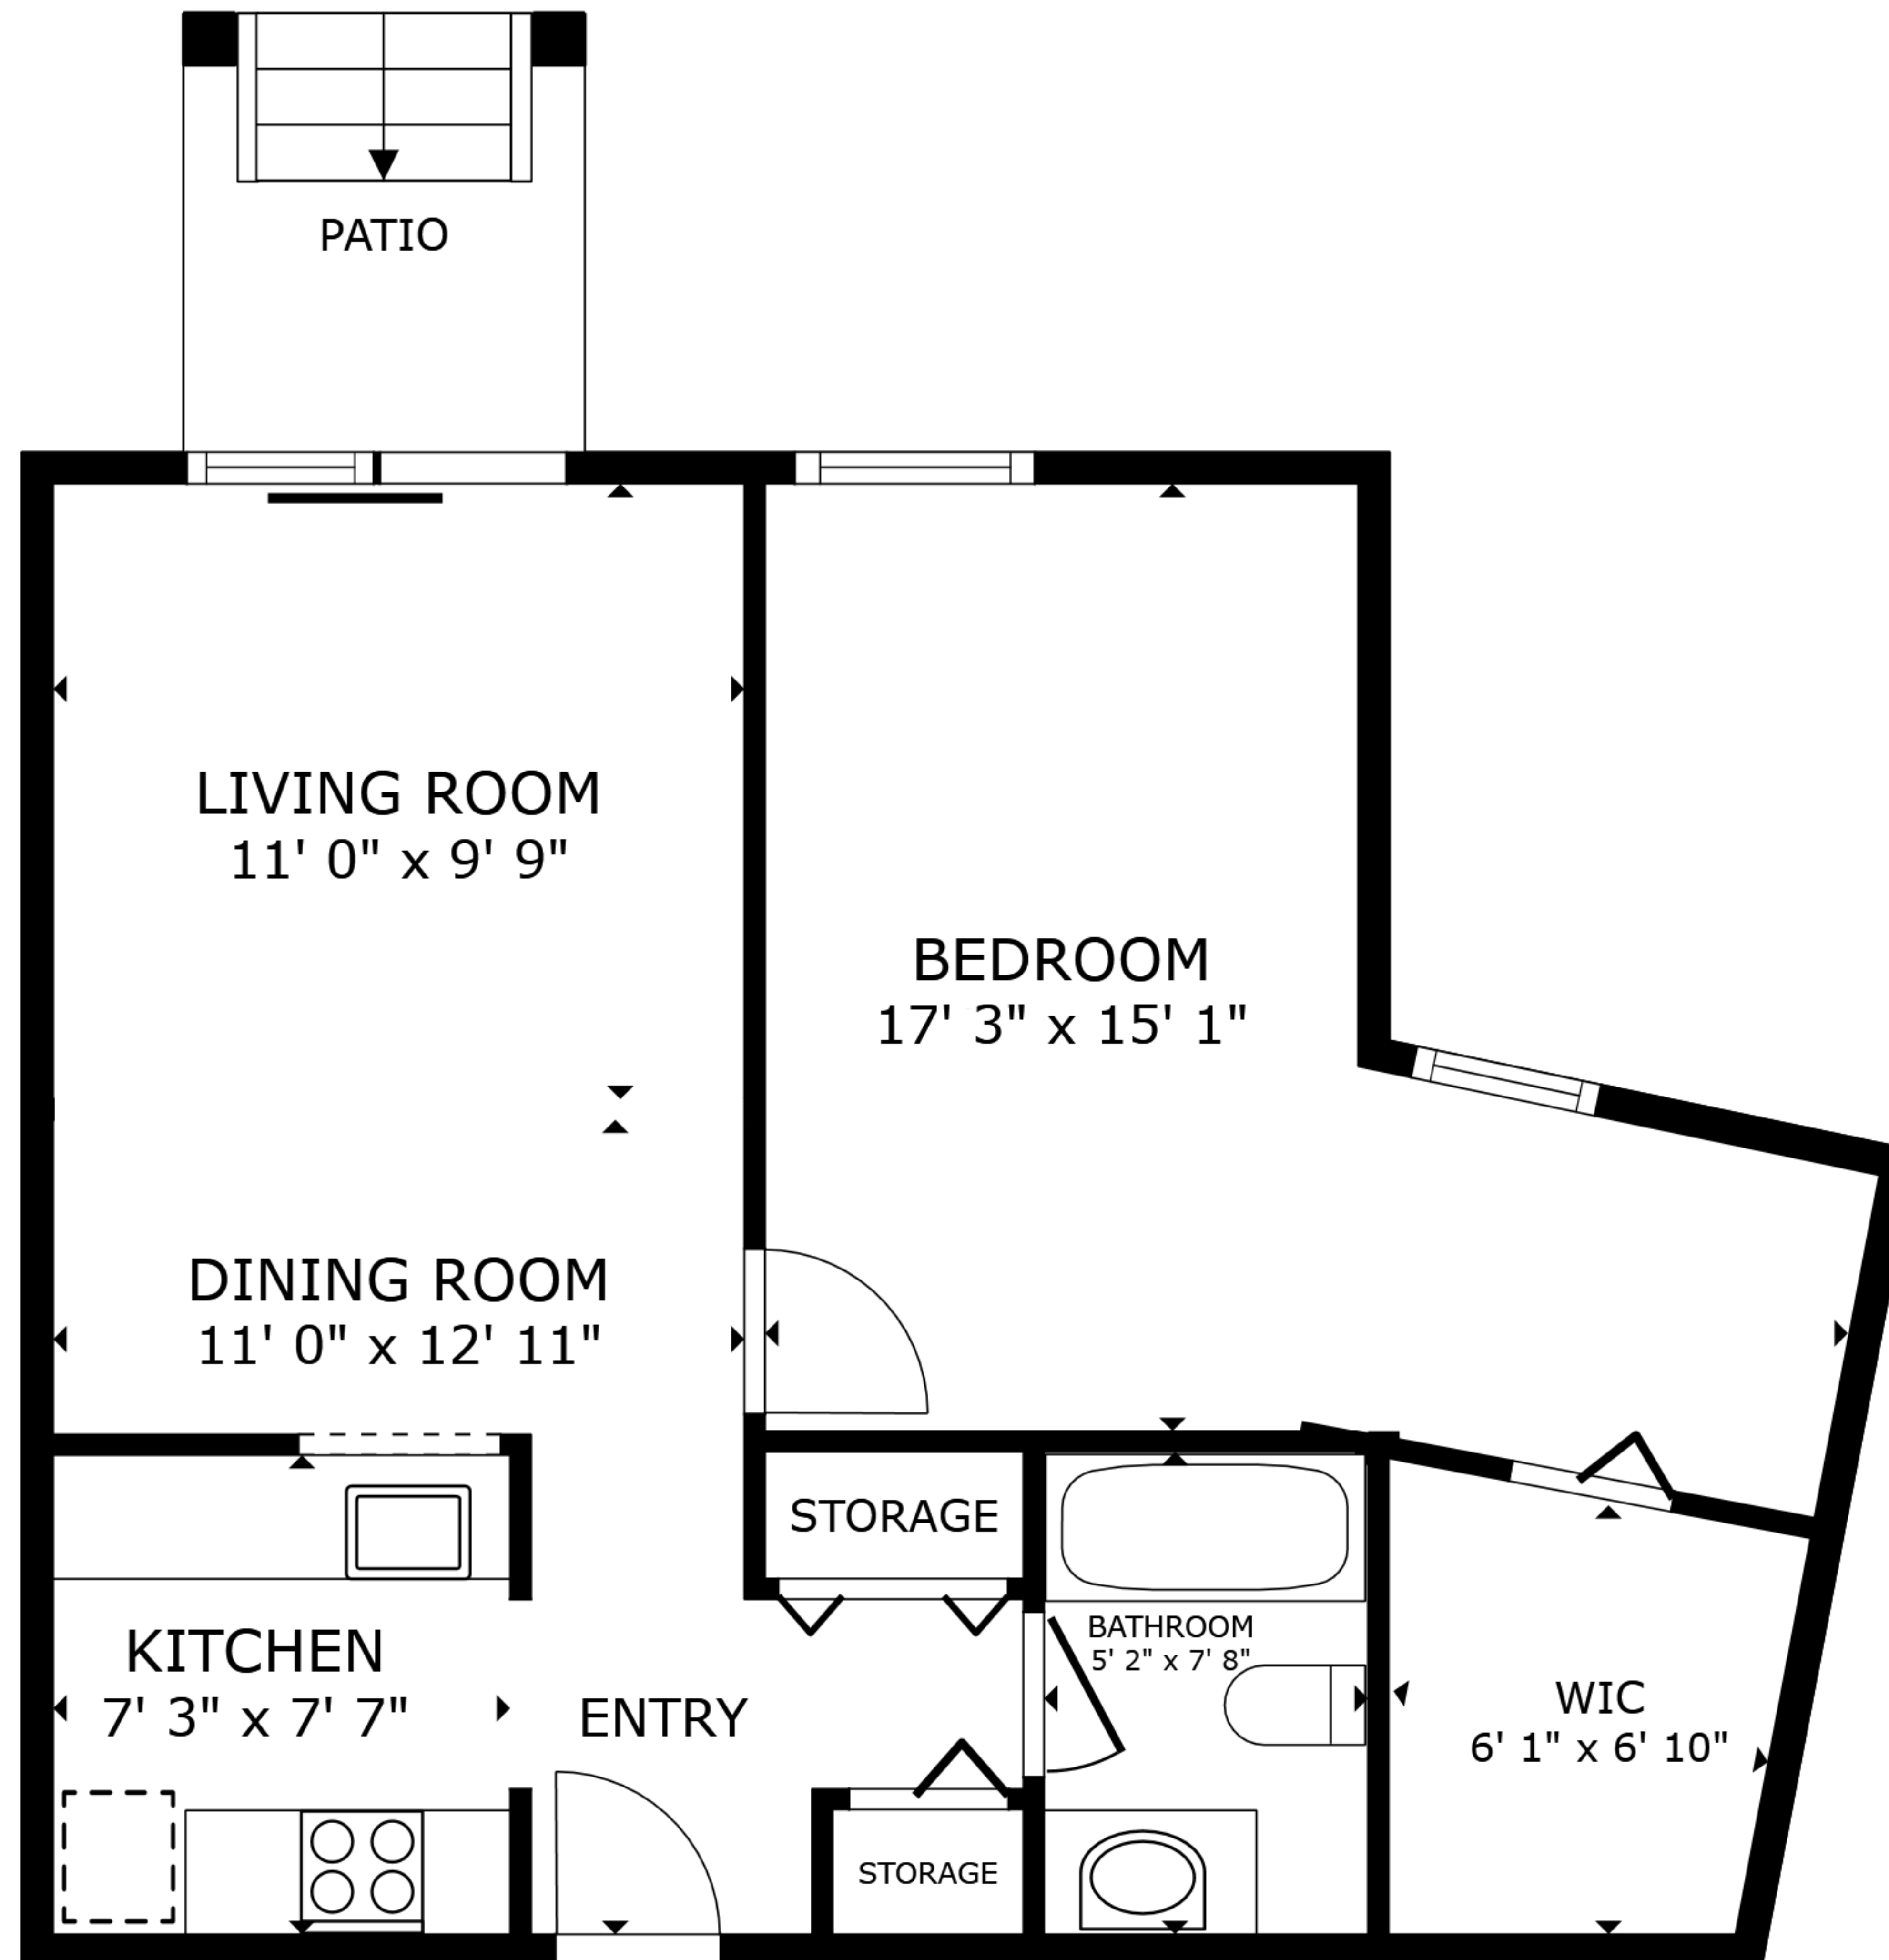 PATIO
LIVING ROOM
11' 0" x 9' 9"
BEDROOM
17' 3" x 15' 1"
DINING ROOM
11' 0" x 12' 11"
STORAGE
KITCHEN
7' 3" x 7' 7"
ENTRY
BATHROOM
5' 2" x 7' 8"
WIC
6' 1" x 6' 10"
STORAGE